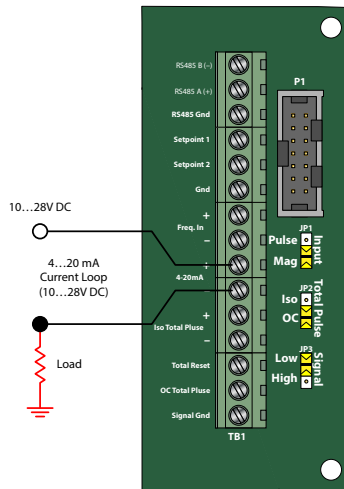 RS485 B (−)
RS485 A (+)
RS485 Gnd
Setpoint 1
Setpoint 2
Gnd
+
Freq. In
−
+
4-20mA
−
+
Iso Total Pluse
−
Total Reset
OC Total Pluse
Signal Gnd
TB1
P1
JP1
Pulse
Mag
Input
JP2
Iso
OC
Total Pulse
JP3
Low
High
Signal
10...28V DC
4...20 mA
Current Loop
(10...28V DC)
Load